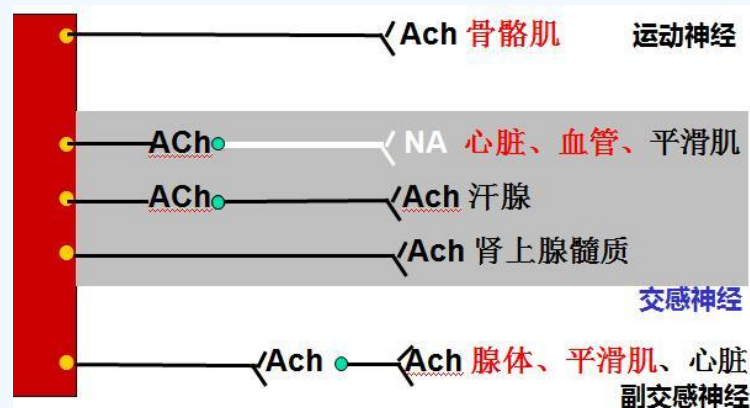 Ach 骨骼肌 运动神经
ACh NA 心脏、血管、平滑肌
ACh Ach 汗腺
Ach 肾上腺髓质
交感神经
Ach Ach 腺体、平滑肌、心脏
副交感神经